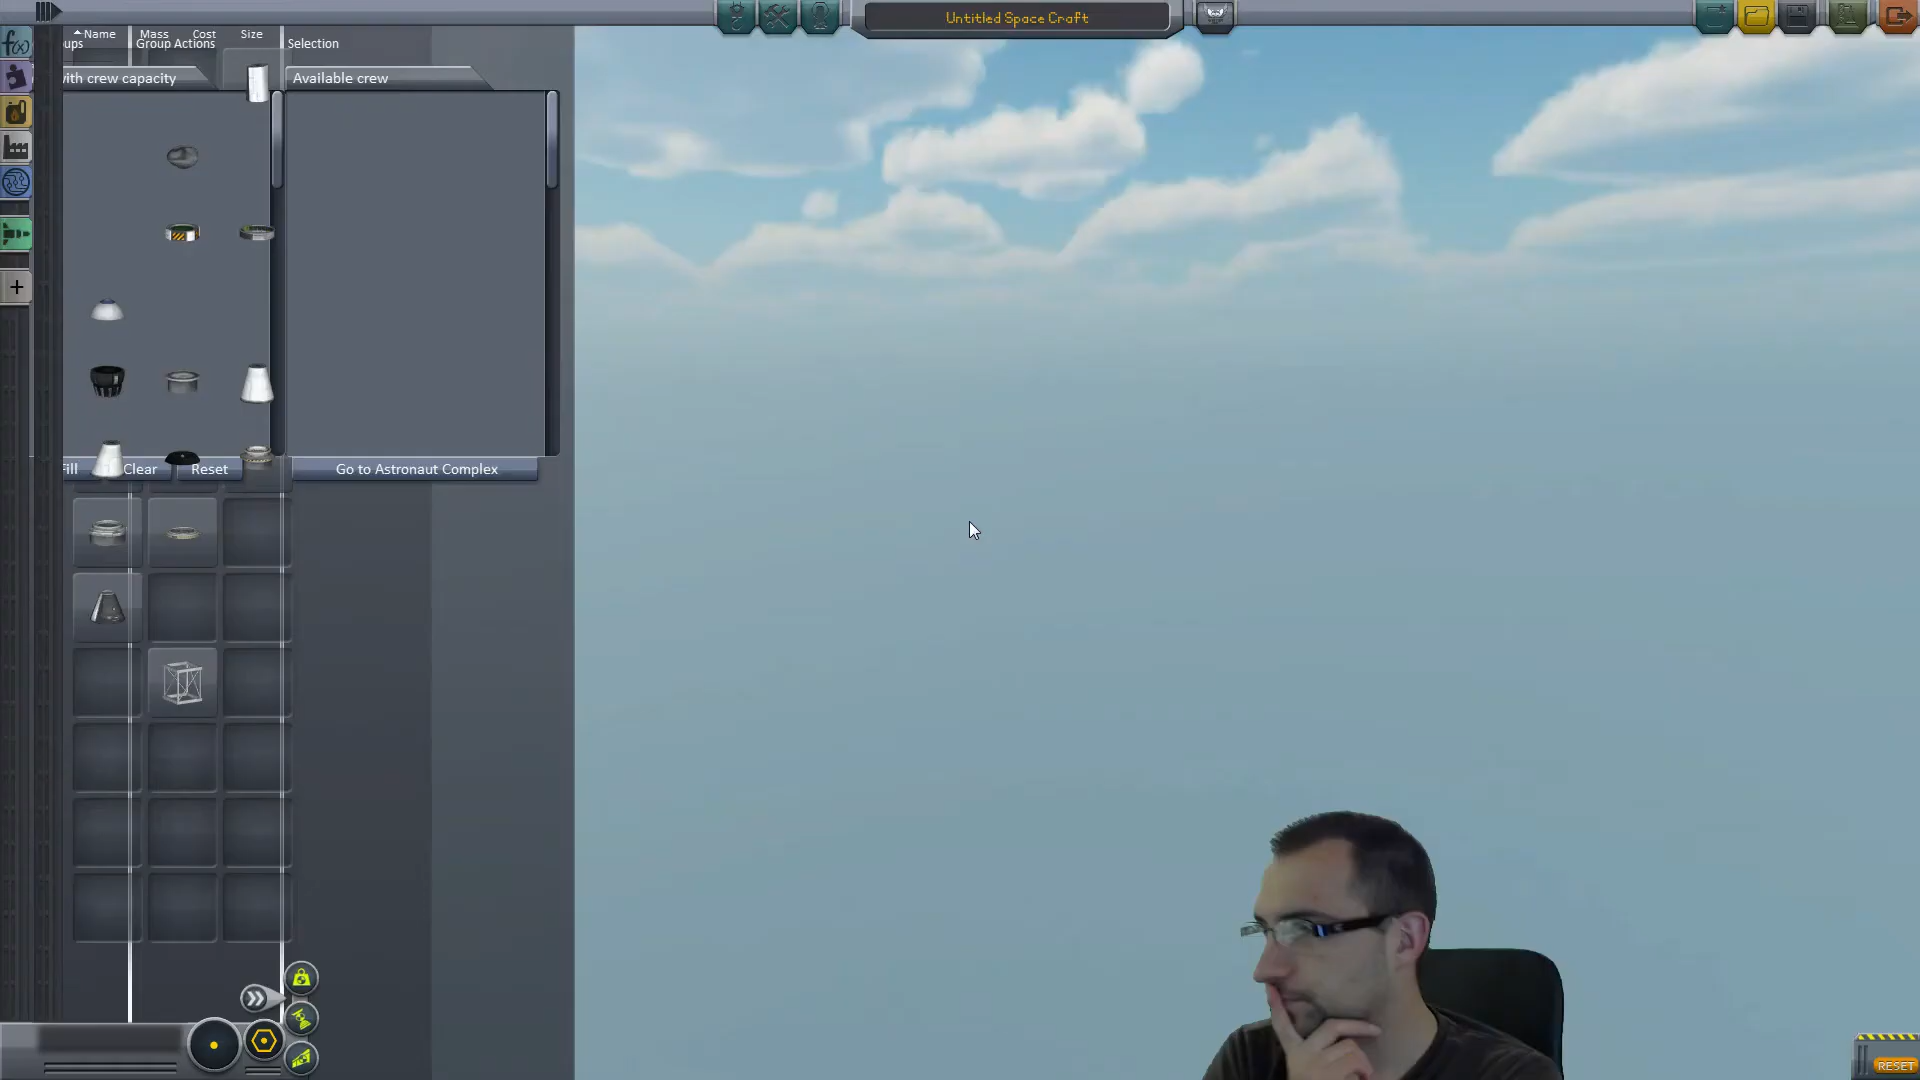 Untitled Space Craft
Name Mass Cost Size
ups Group Actions Selection
ith crew capacity Available crew
Fill Clear Reset Go to Astronaut Complex
f(x)
RESET